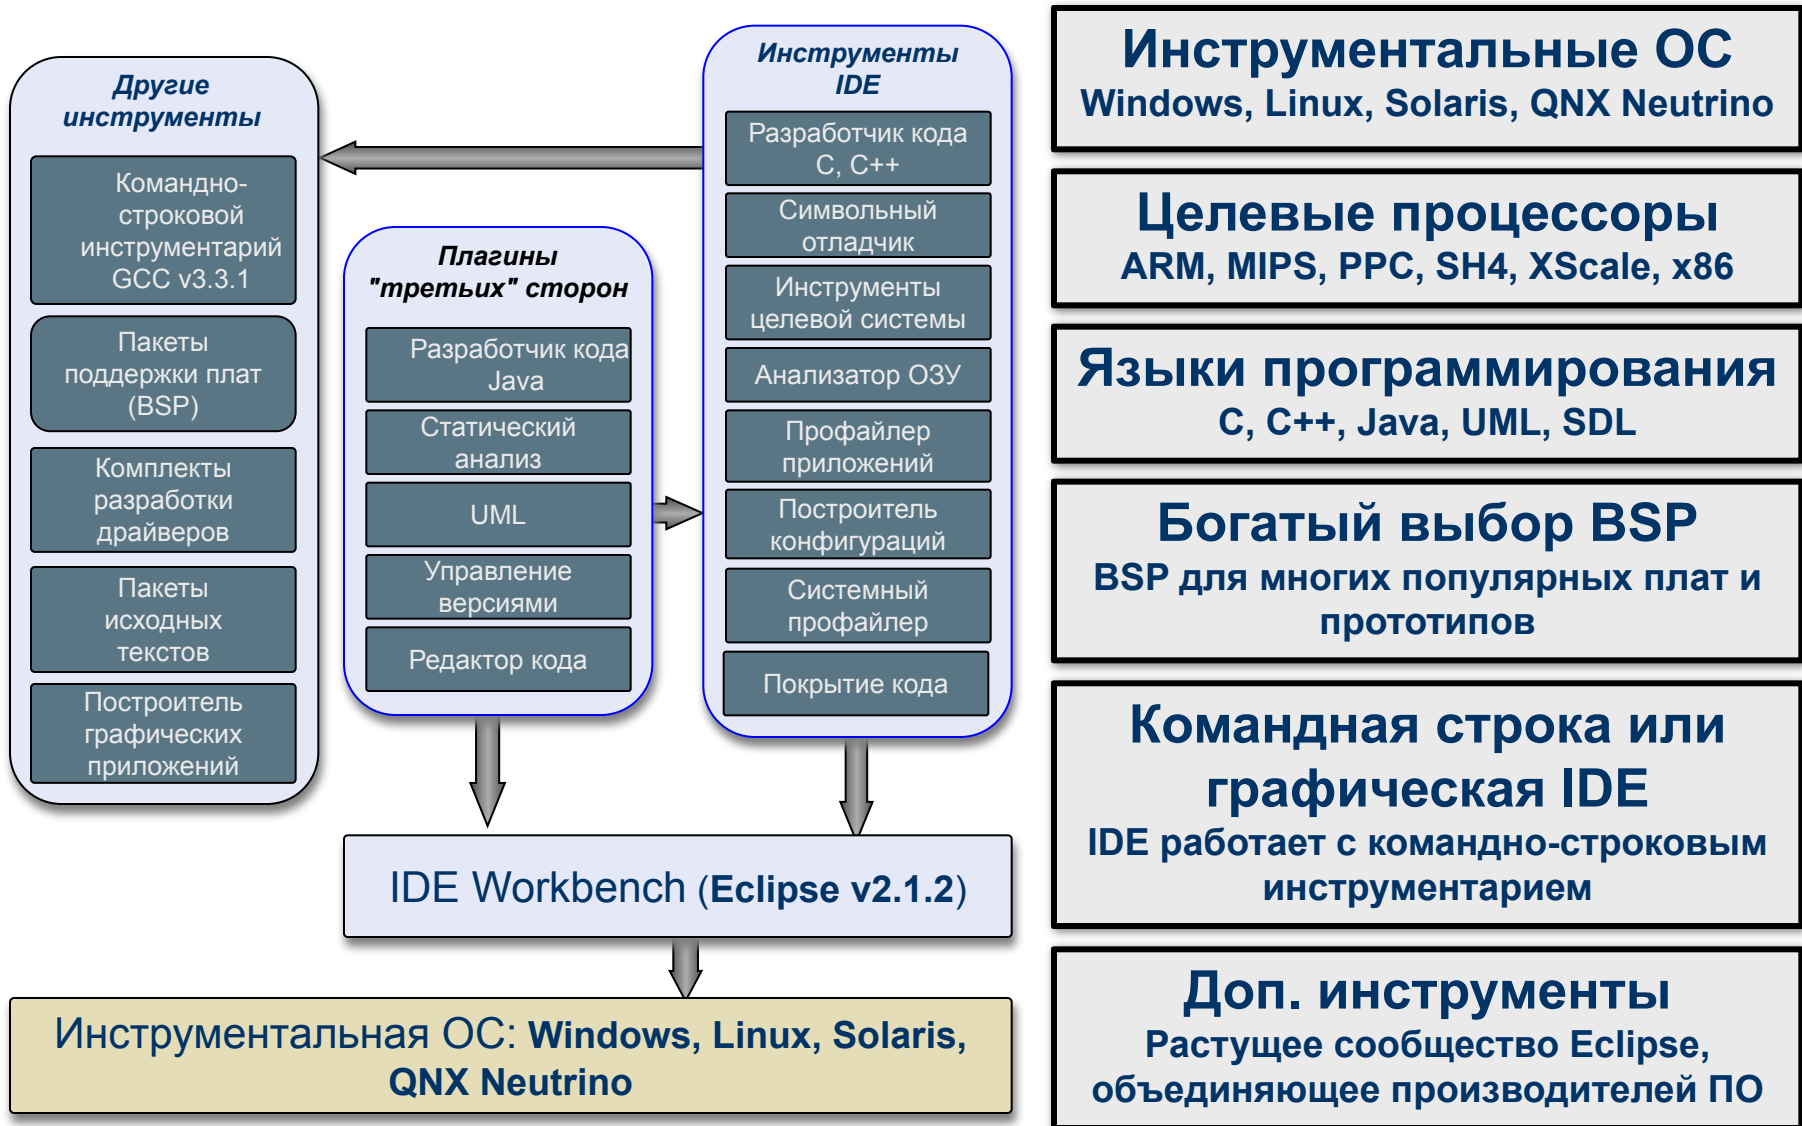 Другие
инструменты
Командно-
строковой
инструментарий
GCC v3.3.1
Пакеты
поддержки плат
(BSP)
Комплекты
разработки
драйверов
Пакеты
исходных
текстов
Построитель
графических
приложений
Плагины
"третьих" сторон
Разработчик кода
Java
Статический
анализ
UML
Управление
версиями
Редактор кода
Инструменты
IDE
Разработчик кода
C, C++
Символьный
отладчик
Инструменты
целевой системы
Анализатор ОЗУ
Профайлер
приложений
Построитель
конфигураций
Системный
профайлер
Покрытие кода
IDE Workbench (Eclipse v2.1.2)
Инструментальная ОС: Windows, Linux, Solaris,
QNX Neutrino
Инструментальные ОС
Windows, Linux, Solaris, QNX Neutrino
Целевые процессоры
ARM, MIPS, PPC, SH4, XScale, x86
Языки программирования
C, C++, Java, UML, SDL
Богатый выбор BSP
BSP для многих популярных плат и
прототипов
Командная строка или
графическая IDE
IDE работает с командно-строковым
инструментарием
Доп. инструменты
Растущее сообщество Eclipse,
объединяющее производителей ПО